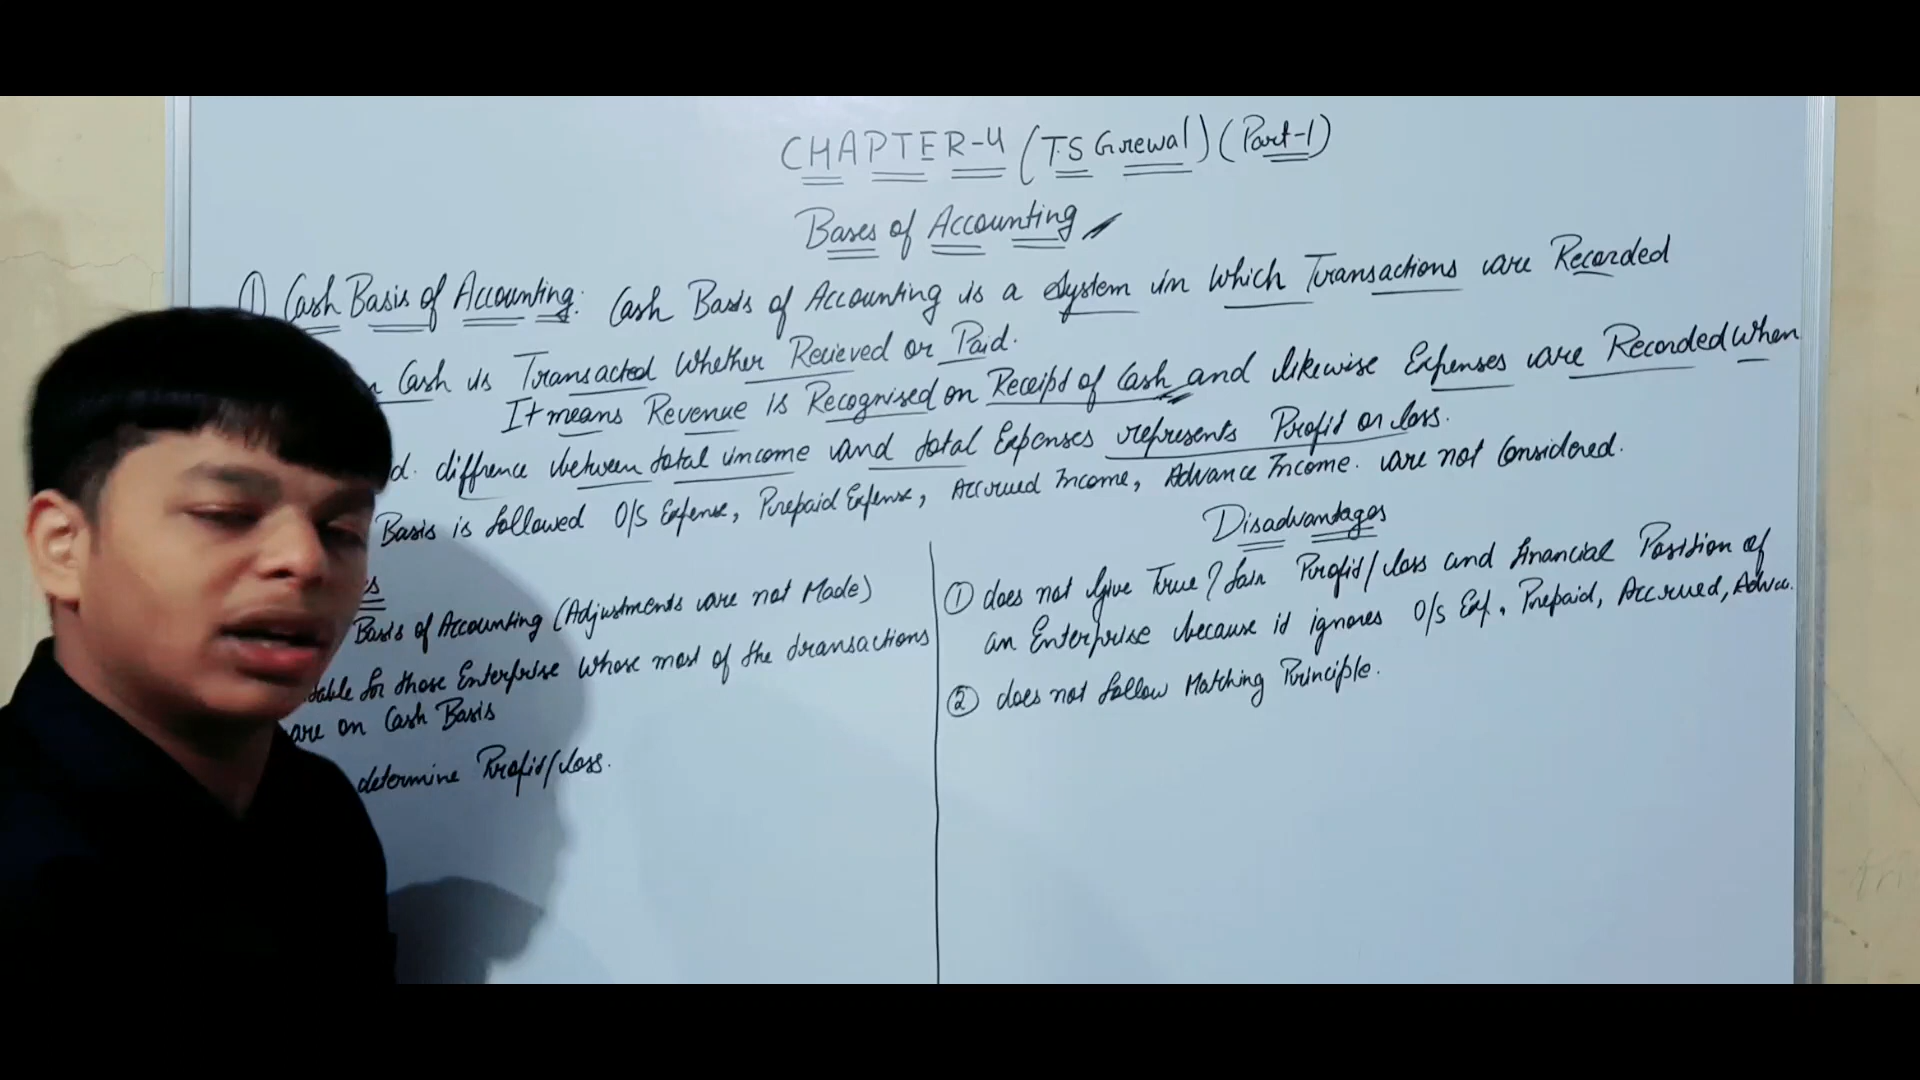 CHAPTER-4 (T.S Grewal) (Part-1)
Bases of Accounting
① Cash Basis of Accounting: Cash Basis of Accounting is a system in which Transactions are Recorded
Cash is Transacted Whether Recieved or Paid.
It means Revenue is Recognised on Receipt of Cash and likewise Expenses are Recorded When
d. diffrence between total income and total Expenses represents Profit or loss.
Basis is followed O/S Expense, Prepaid Expense, Accrued Income, Advance Income. are not Considered.
Basis of Accounting (Adjustments are not Made)
for those Enterprise Whose most of the transactions
are on Cash Basis
determine Profit/loss.
Disadvantages
① does not give True / fair Profit/loss and financial Position of
an Enterprise because it ignores O/S Exp, Prepaid, Accrued,
② does not follow Matching Principle.